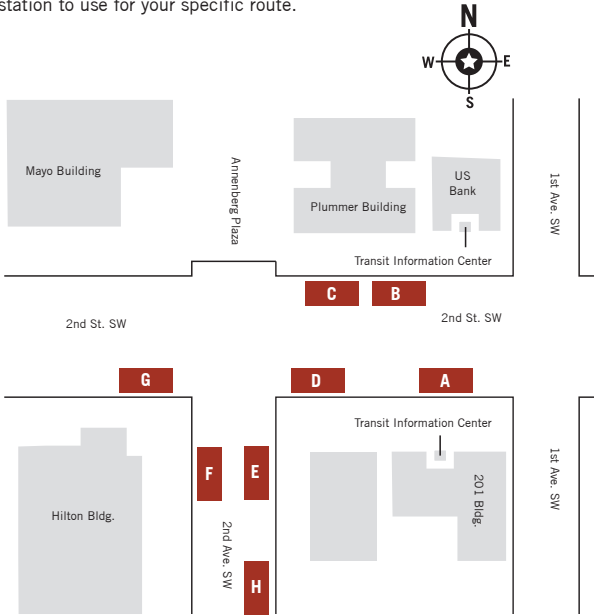 station to use for your specific route.
N
W
E
S
Mayo Building
Annenberg Plaza
Plummer Building
US
Bank
1st Ave. SW
Transit Information Center
C
B
2nd St. SW
2nd St. SW
G
D
A
Transit Information Center
F
E
Hilton Bldg.
2nd Ave. SW
201 Bldg.
1st Ave. SW
H